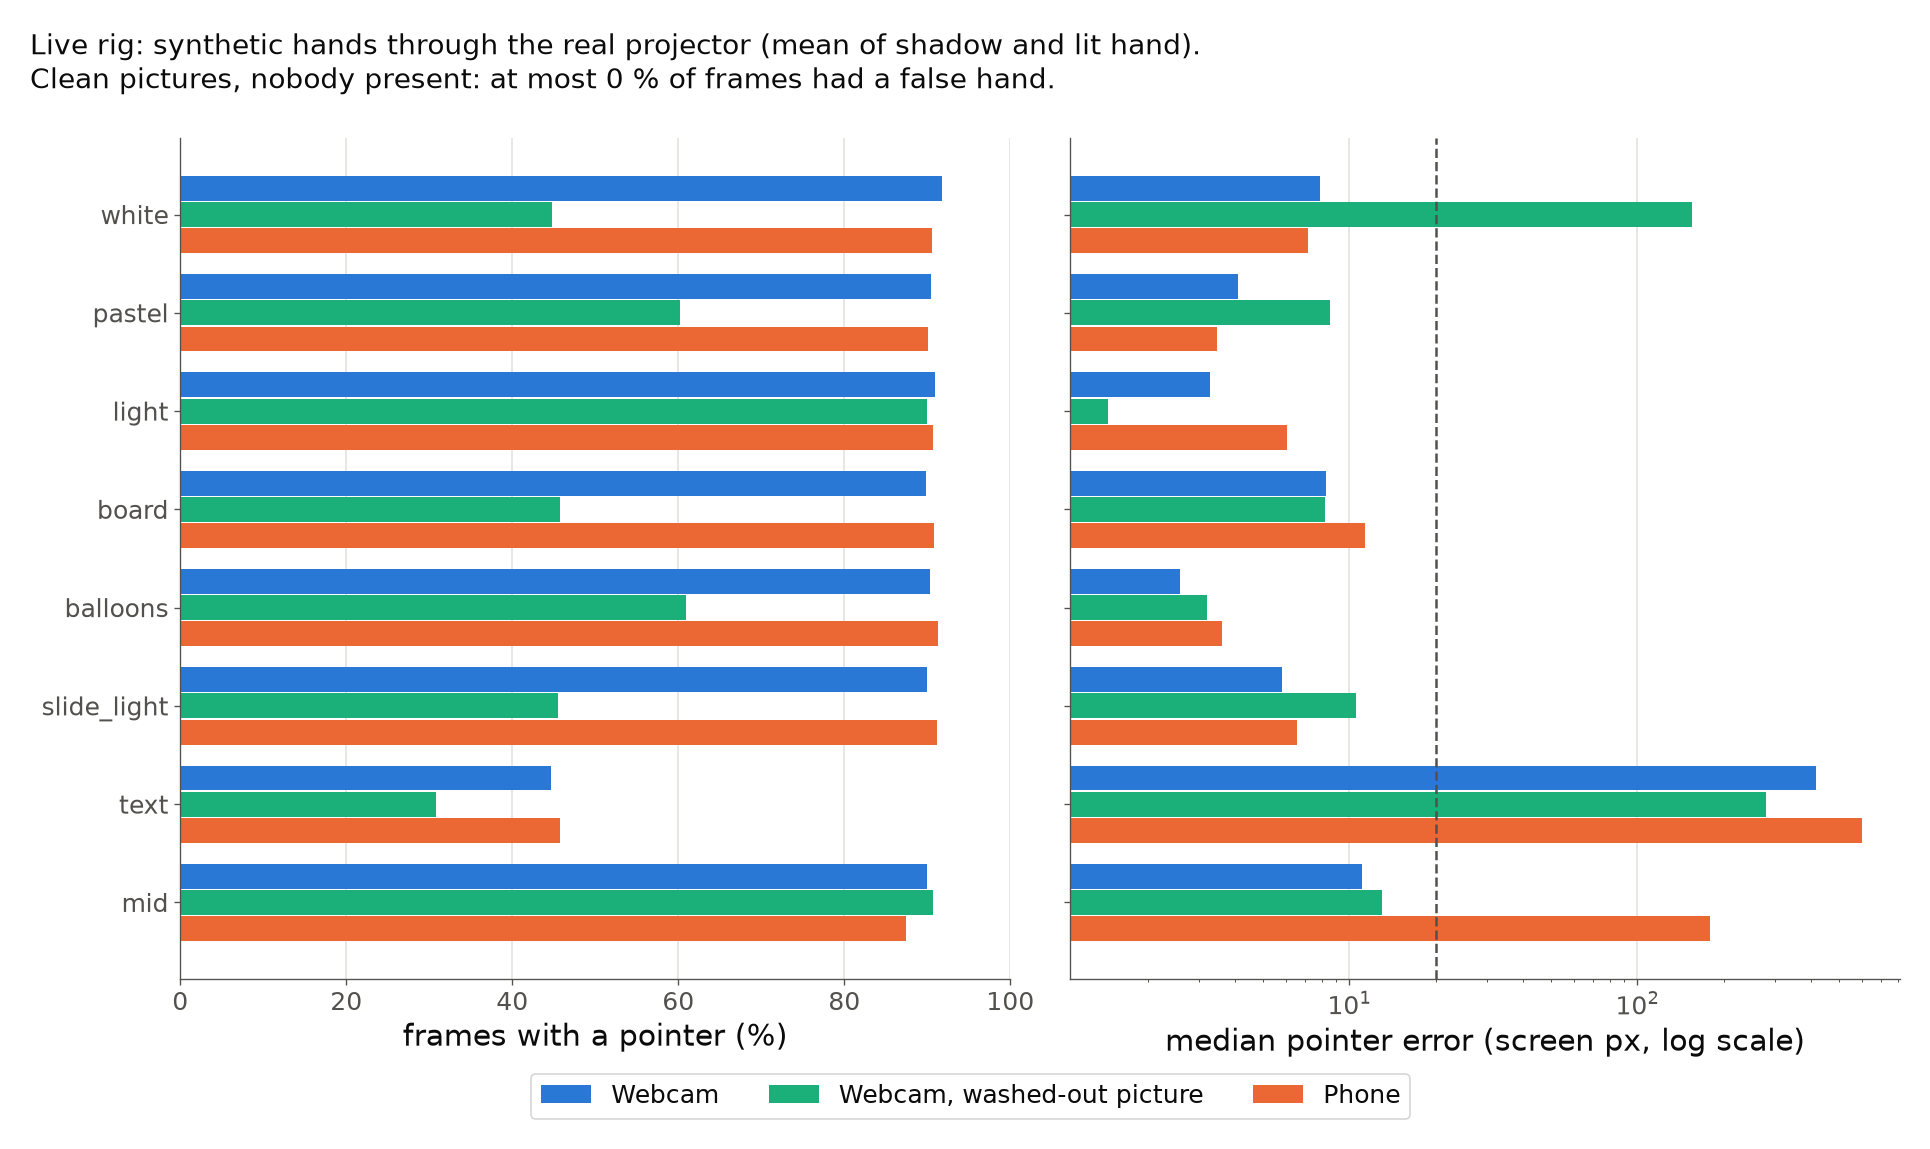 Live rig: synthetic hands through the real projector (mean of shadow and lit hand).
Clean pictures, nobody present: at most 0 % of frames had a false hand.
white
pastel
light
board
balloons
slide_light
text
mid
0 20 40 60 80 100
frames with a pointer (%)
10¹ 10²
median pointer error (screen px, log scale)
Webcam Webcam, washed-out picture Phone